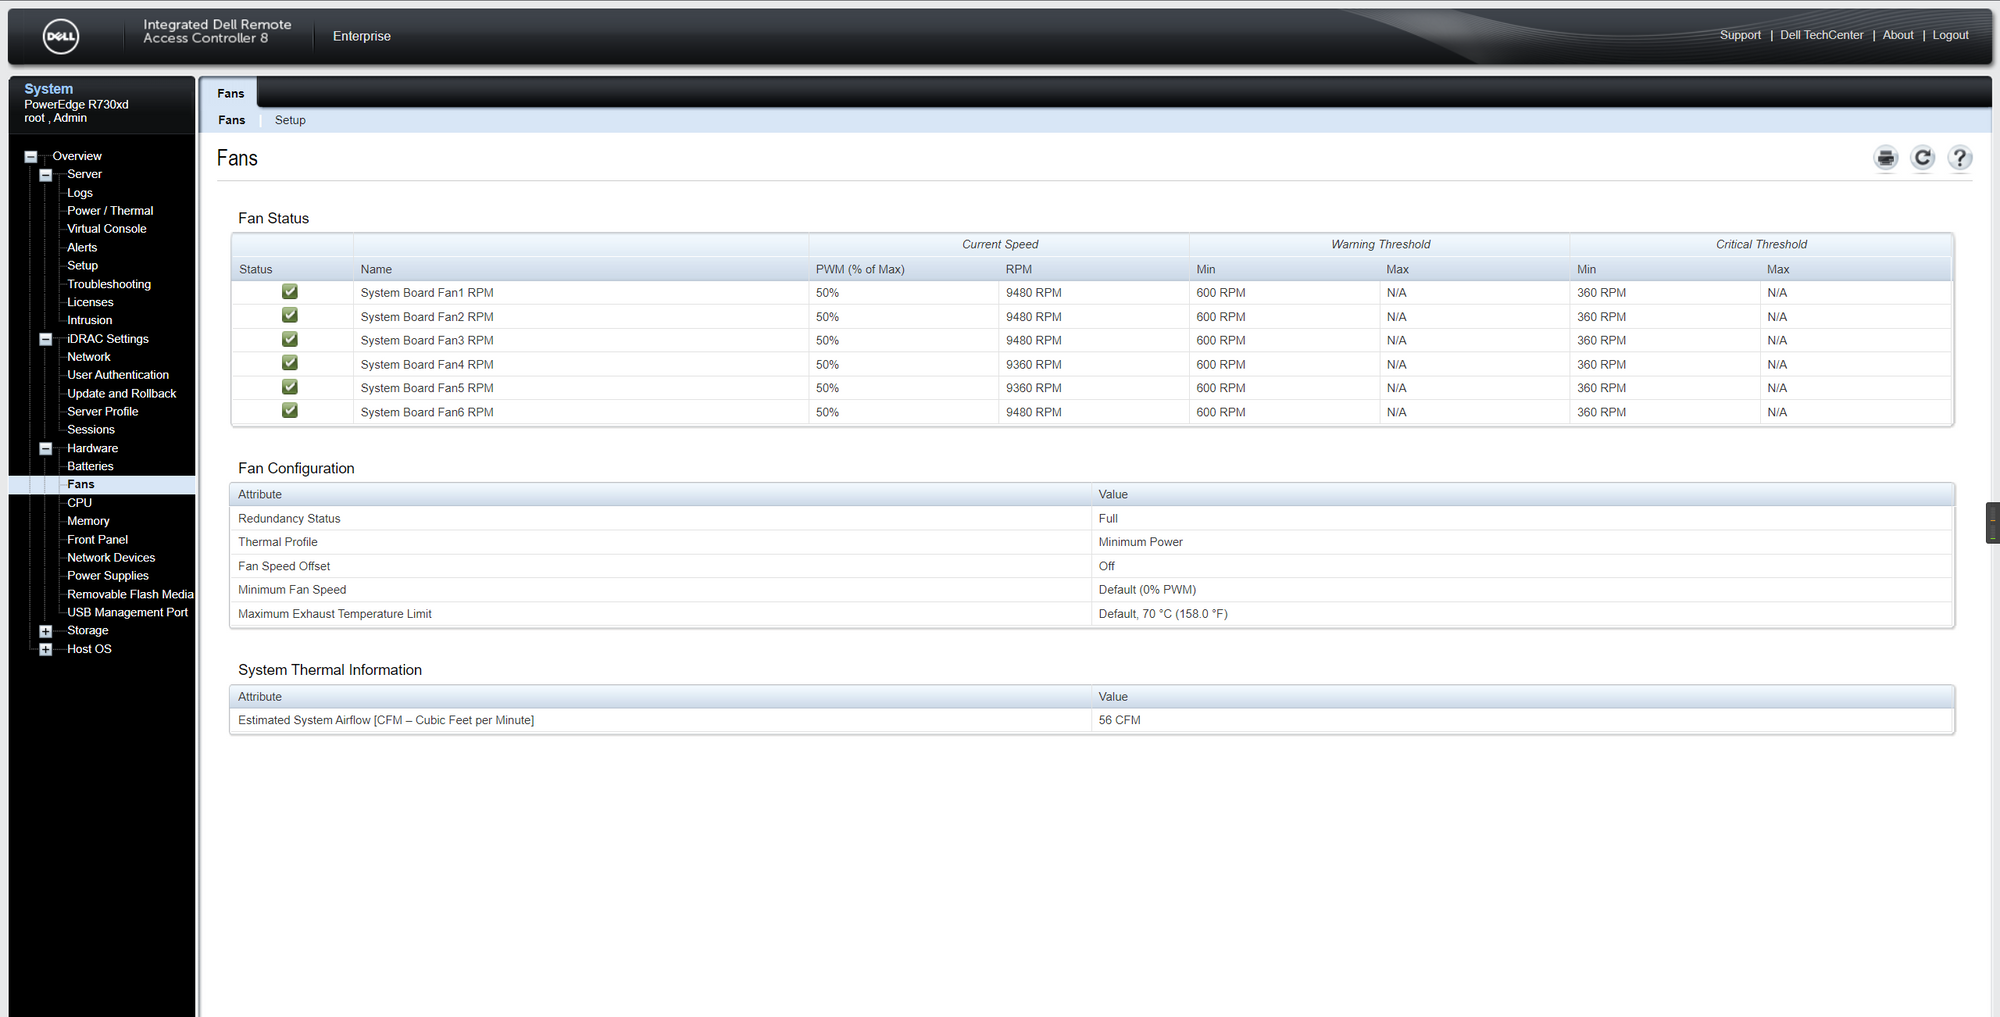 DELL
Integrated Dell Remote
Access Controller 8
Enterprise
Support | Dell TechCenter | About | Logout
System
PowerEdge R730xd
root , Admin
Overview
Server
Logs
Power / Thermal
Virtual Console
Alerts
Setup
Troubleshooting
Licenses
Intrusion
iDRAC Settings
Network
User Authentication
Update and Rollback
Server Profile
Sessions
Hardware
Batteries
Fans
CPU
Memory
Front Panel
Network Devices
Power Supplies
Removable Flash Media
USB Management Port
Storage
Host OS
Fans
Fans | Setup
Fans
Fan Status
Current Speed Warning Threshold Critical Threshold
Status Name PWM (% of Max) RPM Min Max Min Max
System Board Fan1 RPM 50% 9480 RPM 600 RPM N/A 360 RPM N/A
System Board Fan2 RPM 50% 9480 RPM 600 RPM N/A 360 RPM N/A
System Board Fan3 RPM 50% 9480 RPM 600 RPM N/A 360 RPM N/A
System Board Fan4 RPM 50% 9360 RPM 600 RPM N/A 360 RPM N/A
System Board Fan5 RPM 50% 9360 RPM 600 RPM N/A 360 RPM N/A
System Board Fan6 RPM 50% 9480 RPM 600 RPM N/A 360 RPM N/A
Fan Configuration
Attribute Value
Redundancy Status Full
Thermal Profile Minimum Power
Fan Speed Offset Off
Minimum Fan Speed Default (0% PWM)
Maximum Exhaust Temperature Limit Default, 70 °C (158.0 °F)
System Thermal Information
Attribute Value
Estimated System Airflow [CFM – Cubic Feet per Minute] 56 CFM